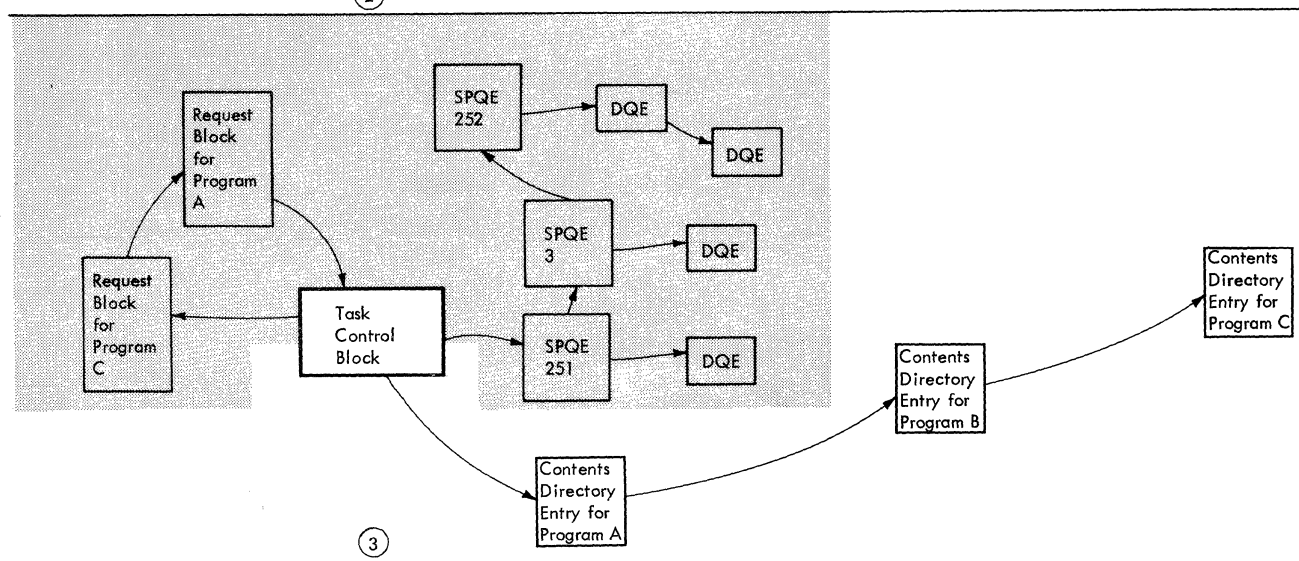 2
SPQE
252
DQE
DQE
Request
Block
for
Program
A
SPQE
3
DQE
Request
Block
for
Program
C
Task
Control
Block
SPQE
251
DQE
Contents
Directory
Entry for
Program C
Contents
Directory
Entry for
Program B
Contents
Directory
Entry for
Program A
3